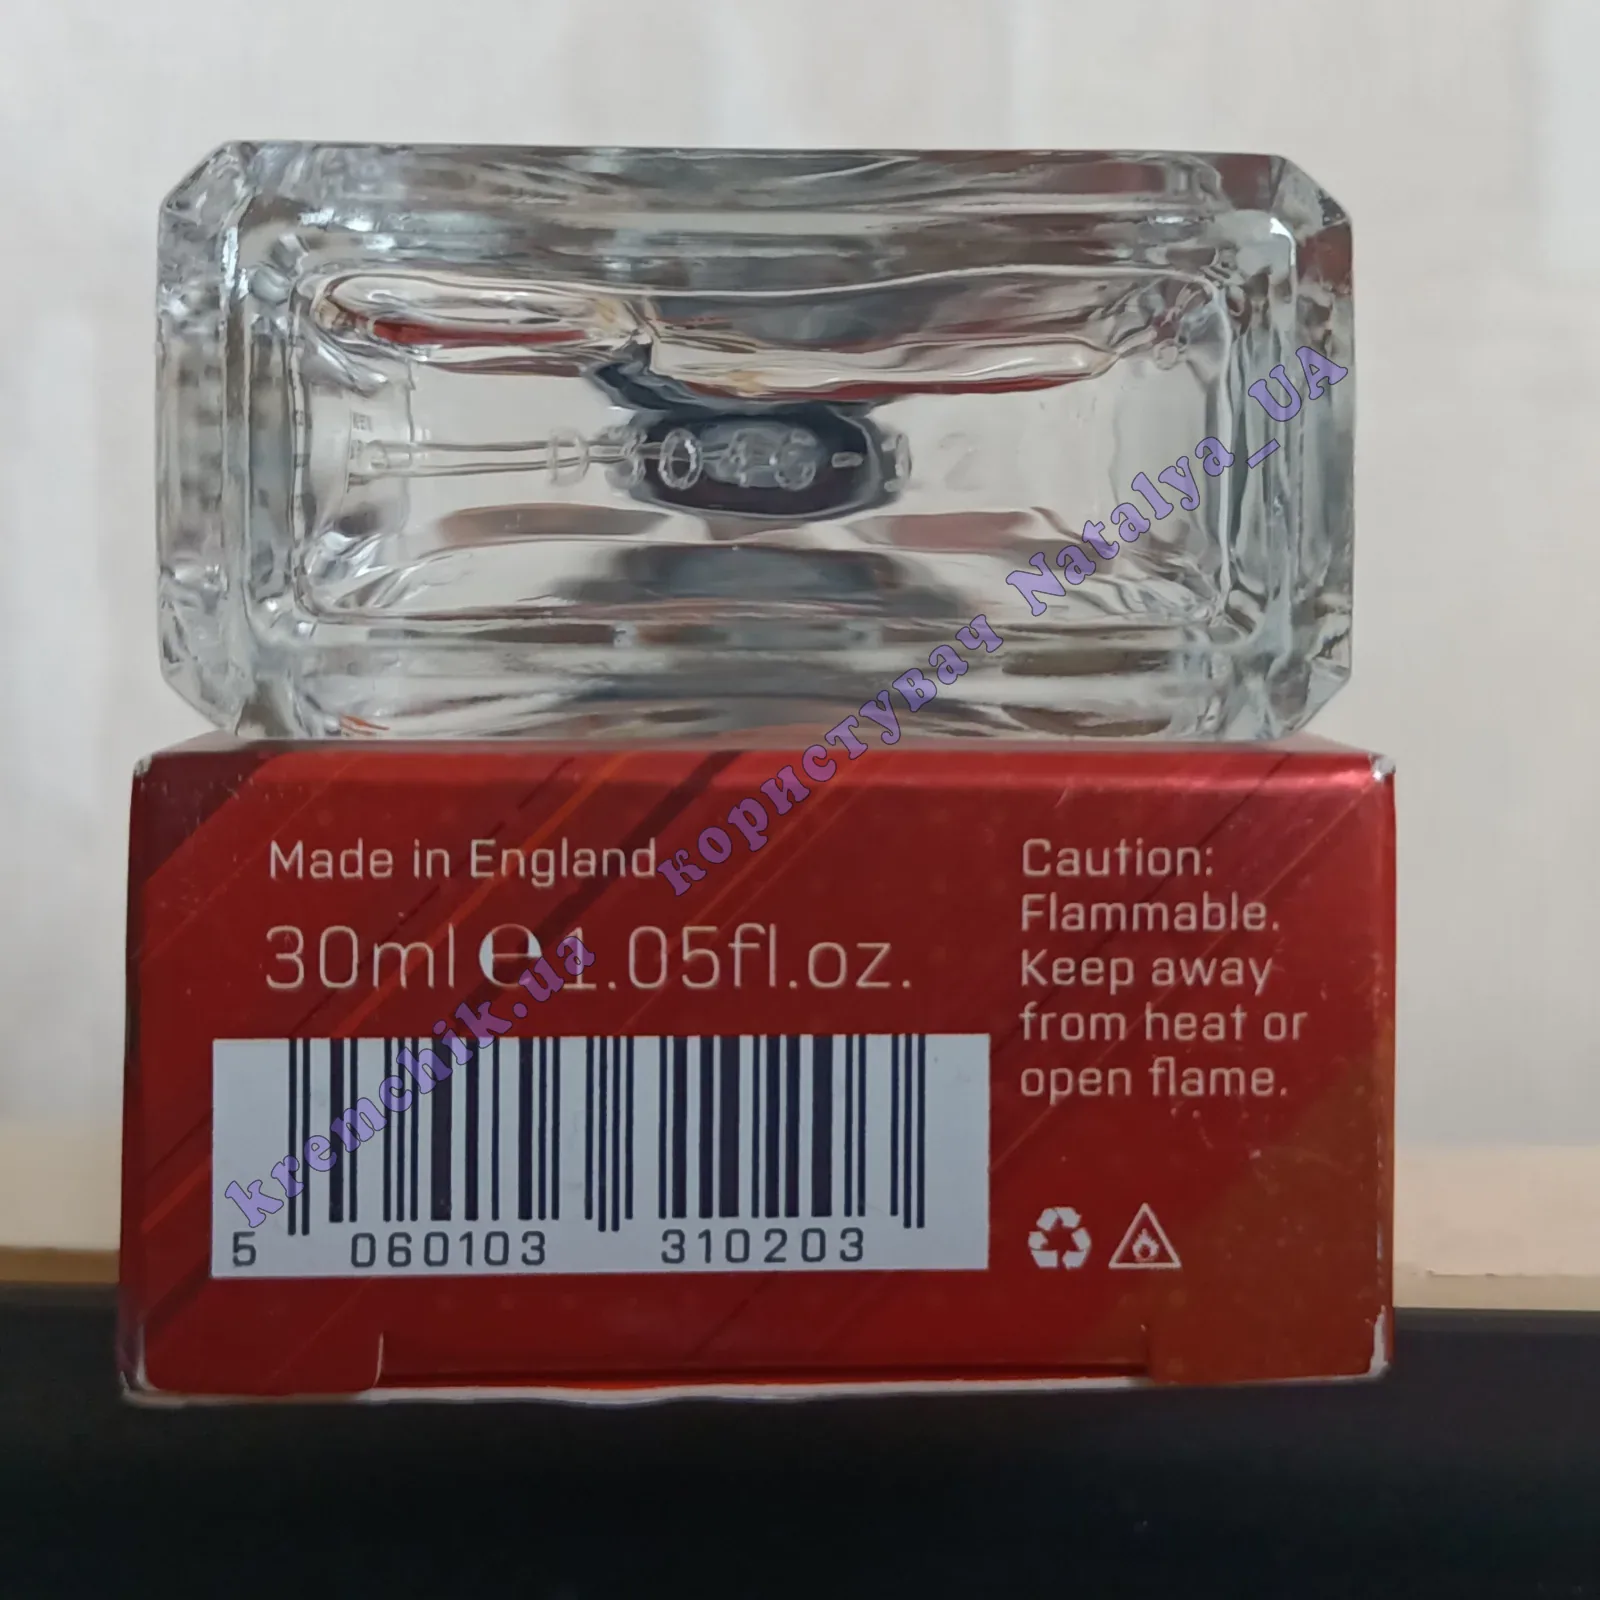 Made in England
30ml ℮ 1.05fl.oz.
Caution:
Flammable.
Keep away
from heat or
open flame.
5 060103 310203
kremchik.ua користувач Natalya_UA